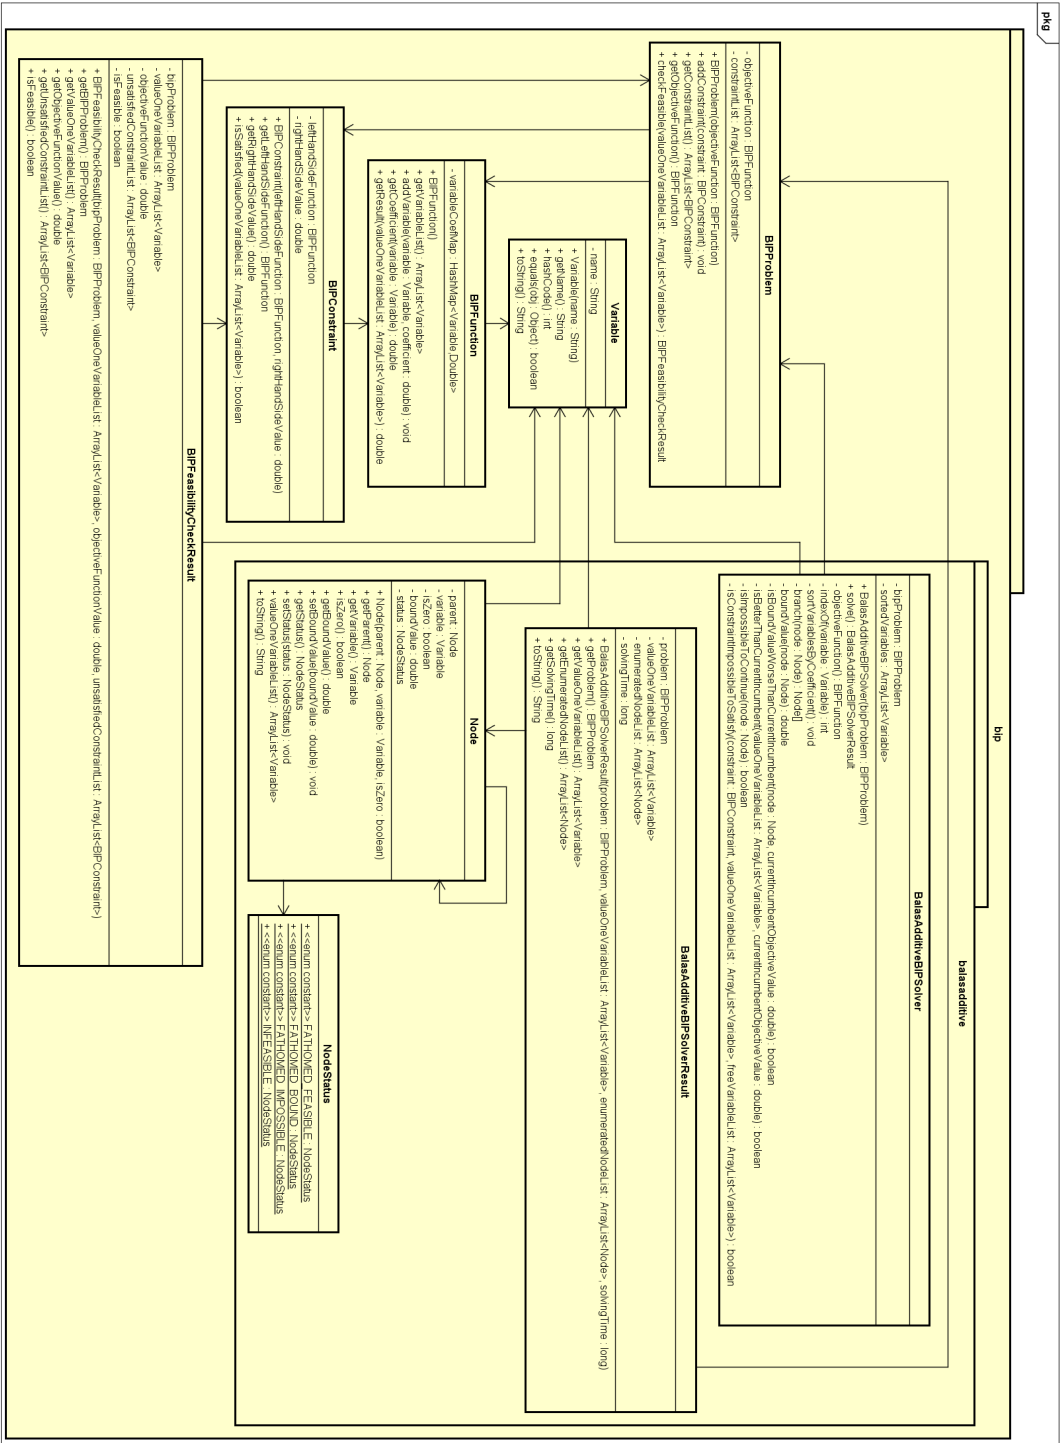 pkg
bip
BIPProblem
- objectiveFunction : BIPFunction
- constraintList : ArrayList<BIPConstraint>
+ BIPProblem(objectiveFunction : BIPFunction)
+ addConstraint(constraint : BIPConstraint) : void
+ getConstraintList() : ArrayList<BIPConstraint>
+ getObjectiveFunction() : BIPFunction
+ checkFeasible(valueOneVariableList : ArrayList<Variable>) : BIPFeasibilityCheckResult
Variable
- name : String
+ Variable(name : String)
+ getName() : String
+ hashCode() : int
+ equals(obj : Object) : boolean
+ toString() : String
BIPFunction
- variableCoefMap : HashMap<Variable,Double>
+ BIPFunction()
+ getVariableList() : ArrayList<Variable>
+ addVariable(variable : Variable, coefficient : double) : void
+ getCoefficient(variable : Variable) : double
+ getResult(valueOneVariableList : ArrayList<Variable>) : double
BIPConstraint
- leftHandSideFunction : BIPFunction
- rightHandSideValue : double
+ BIPConstraint(leftHandSideFunction : BIPFunction, rightHandSideValue : double)
+ getLeftHandSideFunction() : BIPFunction
+ getRightHandSideValue() : double
+ isSatisfied(valueOneVariableList : ArrayList<Variable>) : boolean
BIPFeasibilityCheckResult
- bipProblem : BIPProblem
- valueOneVariableList : ArrayList<Variable>
- objectiveFunctionValue : double
- unsatisfiedConstraintList : ArrayList<BIPConstraint>
- isFeasible : boolean
+ BIPFeasibilityCheckResult(bipProblem : BIPProblem, valueOneVariableList : ArrayList<Variable>, objectiveFunctionValue : double, unsatisfiedConstraintList : ArrayList<BIPConstraint>)
+ getBIPProblem() : BIPProblem
+ getValueOneVariableList() : ArrayList<Variable>
+ getObjectiveFunctionValue() : double
+ getUnsatisfiedConstraintList() : ArrayList<BIPConstraint>
+ isFeasible() : boolean
balasadditive
BalasAdditiveBIPSolver
- bipProblem : BIPProblem
- sortedVariables : ArrayList<Variable>
+ BalasAdditiveBIPSolver(bipProblem : BIPProblem)
+ solve() : BalasAdditiveBIPSolverResult
- objectiveFunction() : BIPFunction
- indexOf(variable : Variable) : int
- sortVariablesByCoefficient() : void
- branch(node : Node) : Node[]
- boundValue(node : Node) : double
- isBoundValueWorseThanCurrentIncumbent(node : Node, currentIncumbentObjectiveValue : double) : boolean
- isBetterThanCurrentIncumbent(valueOneVariableList : ArrayList<Variable>, currentIncumbentObjectiveValue : double) : boolean
- isImpossibleToContinue(node : Node) : boolean
- isConstraintImpossibleToSatisfy(constraint : BIPConstraint, valueOneVariableList : ArrayList<Variable>, freeVariableList : ArrayList<Variable>) : boolean
BalasAdditiveBIPSolverResult
- problem : BIPProblem
- valueOneVariableList : ArrayList<Variable>
- enumeratedNodeList : ArrayList<Node>
- solvingTime : long
+ BalasAdditiveBIPSolverResult(problem : BIPProblem, valueOneVariableList : ArrayList<Variable>, enumeratedNodeList : ArrayList<Node>, solvingTime : long)
+ getProblem() : BIPProblem
+ getValueOneVariableList() : ArrayList<Variable>
+ getEnumeratedNodeList() : ArrayList<Node>
+ getSolvingTime() : long
+ toString() : String
Node
- parent : Node
- variable : Variable
- isZero : boolean
- boundValue : double
- status : NodeStatus
+ Node(parent : Node, variable : Variable, isZero : boolean)
+ getParent() : Node
+ getVariable() : Variable
+ isZero() : boolean
+ getBoundValue() : double
+ setBoundValue(boundValue : double) : void
+ getStatus() : NodeStatus
+ setStatus(status : NodeStatus) : void
+ valueOneVariableList() : ArrayList<Variable>
+ toString() : String
NodeStatus
+ <<enum constant>> FATHOMED_FEASIBLE : NodeStatus
+ <<enum constant>> FATHOMED_BOUND : NodeStatus
+ <<enum constant>> FATHOMED_IMPOSSIBLE : NodeStatus
+ <<enum constant>> INFEASIBLE : NodeStatus